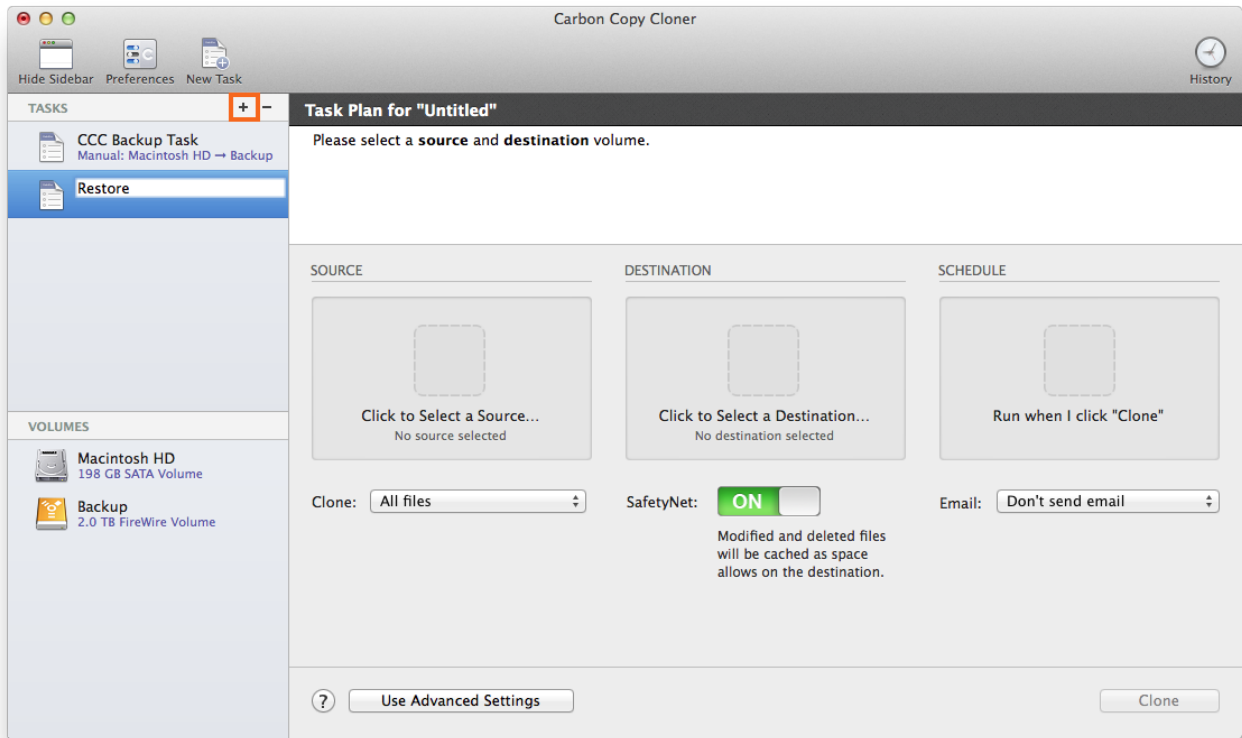 Carbon Copy Cloner
Hide Sidebar Preferences New Task
History
TASKS + −
CCC Backup Task
Manual: Macintosh HD → Backup
Restore
Task Plan for "Untitled"
Please select a source and destination volume.
SOURCE
Click to Select a Source...
No source selected
Clone: All files
DESTINATION
Click to Select a Destination...
No destination selected
SafetyNet: ON
Modified and deleted files
will be cached as space
allows on the destination.
SCHEDULE
Run when I click "Clone"
Email: Don't send email
VOLUMES
Macintosh HD
198 GB SATA Volume
Backup
2.0 TB FireWire Volume
? Use Advanced Settings
Clone